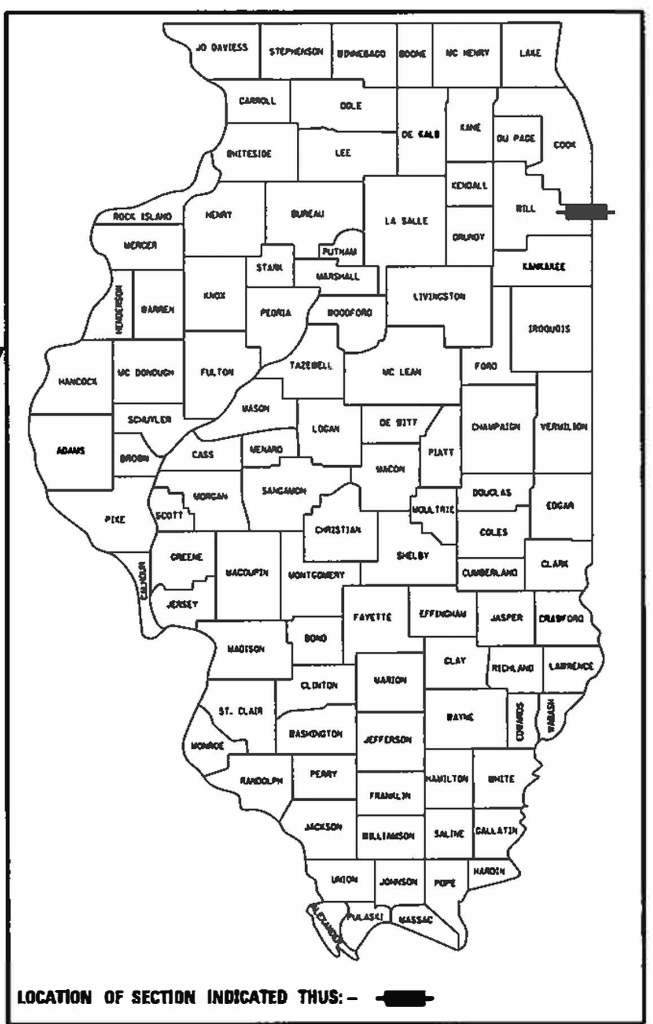 JO DAVIESS STEPHENSON WINNEBAGO BOONE MC HENRY LAKE
CARROLL OGLE DE KALB KANE DU PAGE COOK
WHITESIDE LEE
KENDALL
ROCK ISLAND HENRY BUREAU LA SALLE GRUNDY WILL
MERCER PUTNAM
STARK MARSHALL KANKAKEE
HENDERSON WARREN KNOX PEORIA WOODFORD LIVINGSTON IROQUOIS
HANCOCK MC DONOUGH FULTON TAZEWELL MC LEAN FORD
MASON
SCHUYLER LOGAN DE WITT CHAMPAIGN VERMILION
ADAMS BROWN CASS MENARD MACON PIATT
PIKE SCOTT MORGAN SANGAMON CHRISTIAN MOULTRIE DOUGLAS EDGAR
COLES
CALHOUN GREENE MACOUPIN MONTGOMERY SHELBY CUMBERLAND CLARK
JERSEY FAYETTE EFFINGHAM JASPER CRAWFORD
MADISON BOND
CLAY RICHLAND LAWRENCE
CLINTON MARION
ST. CLAIR WAYNE EDWARDS WABASH
MONROE WASHINGTON JEFFERSON
RANDOLPH PERRY HAMILTON WHITE
FRANKLIN
JACKSON WILLIAMSON SALINE GALLATIN
UNION JOHNSON POPE HARDIN
ALEXANDER PULASKI MASSAC
LOCATION OF SECTION INDICATED THUS: -